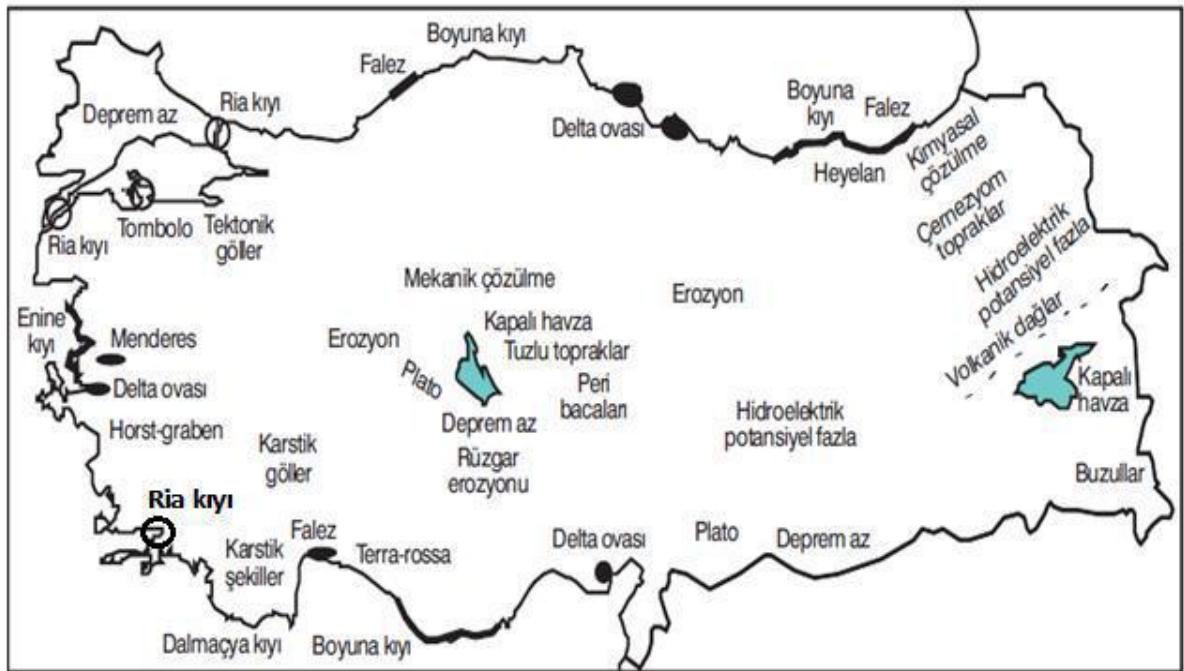 Boyuna kıyı
Falez
Ria kıyı
Deprem az
Delta ovası
Boyuna
kıyı
Falez
Heyelan
Kimyasal
çözülme
Çernezyom
topraklar
Hidroelektrik
potansiyel fazla
Volkanik dağlar
Ria kıyı
Tombolo
Tektonik
göller
Mekanik çözülme
Erozyon
Enine
kıyı
Menderes
Delta ovası
Horst-graben
Erozyon
Plato
Kapalı havza
Tuzlu topraklar
Peri
bacaları
Deprem az
Rüzgar
erozyonu
Hidroelektrik
potansiyel fazla
Kapalı
havza
Buzullar
Karstik
göller
Ria kıyı
Karstik
şekiller
Falez
Terra-rossa
Delta ovası
Plato
Deprem az
Dalmaçya kıyı
Boyuna kıyı